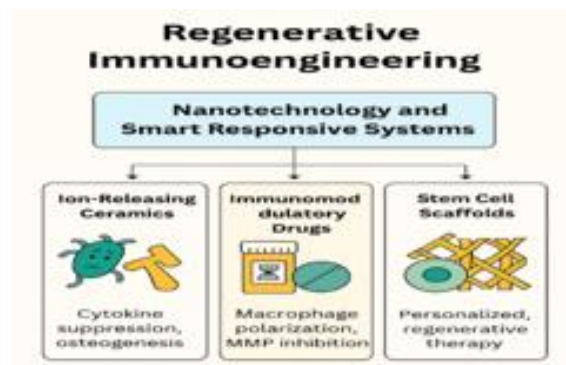 Regenerative
Immunoengineering
Nanotechnology and
Smart Responsive Systems
Ion-Releasing
Ceramics
Cytokine
suppression,
osteogenesis
Immunomod
dulatory
Drugs
Macrophage
polarization,
MMP inhibition
Stem Cell
Scaffolds
Personalized,
regenerative
therapy